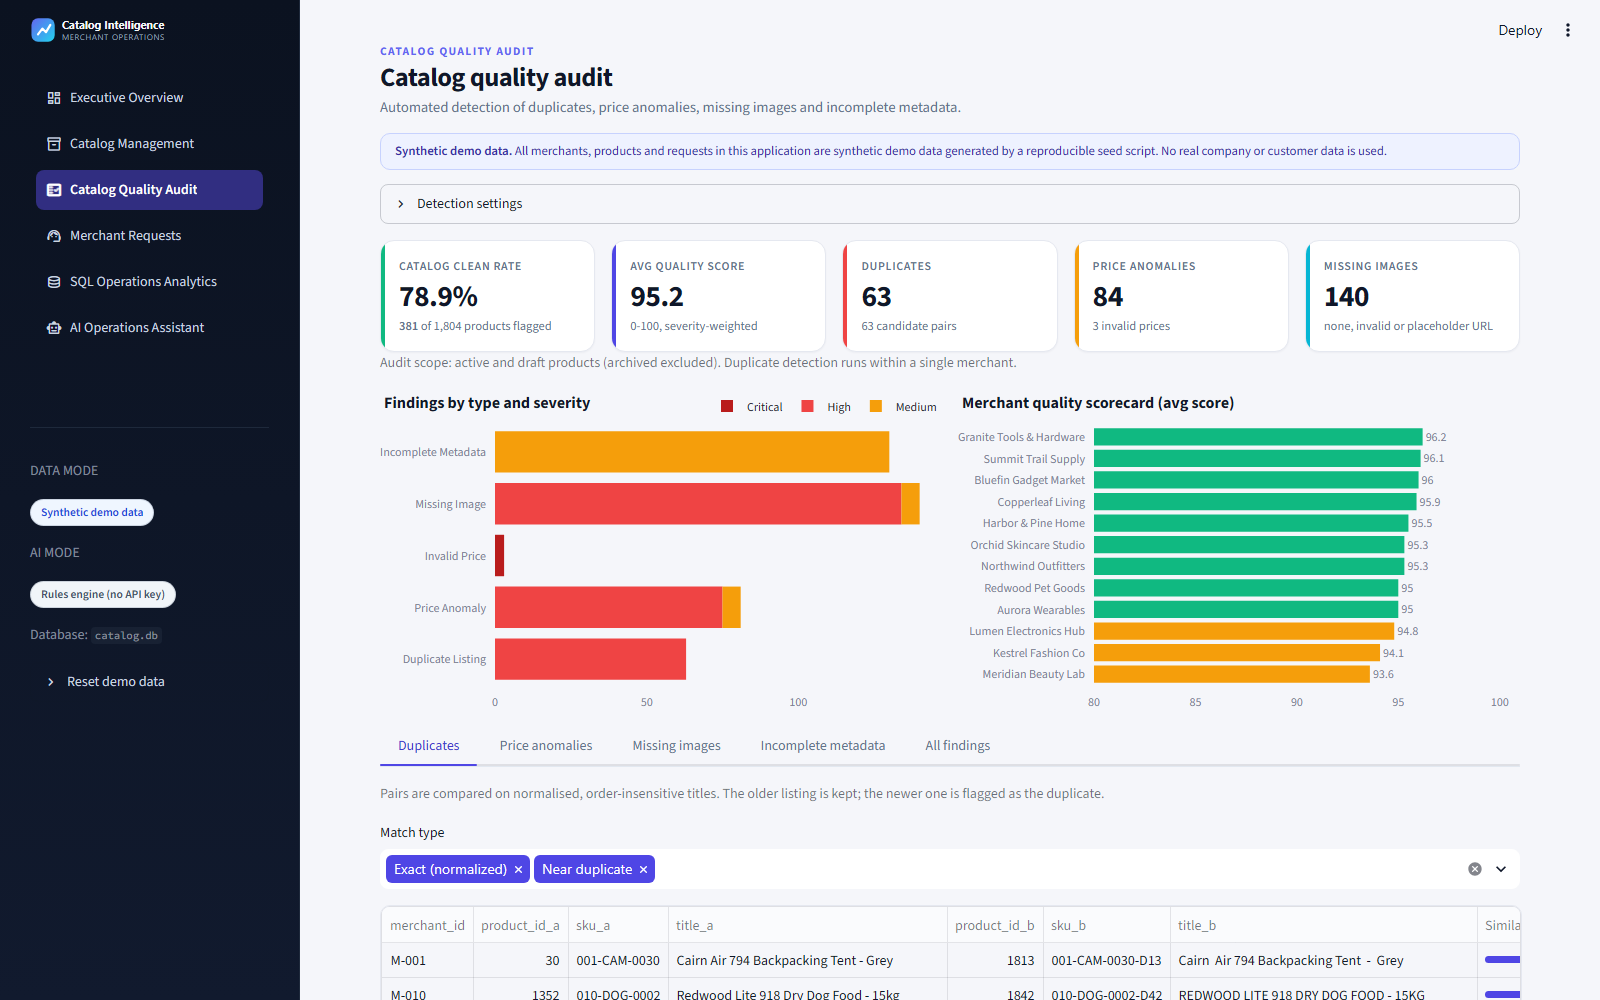 Catalog Intelligence
MERCHANT OPERATIONS
Executive Overview
Catalog Management
Catalog Quality Audit
Merchant Requests
SQL Operations Analytics
AI Operations Assistant
DATA MODE
Synthetic demo data
AI MODE
Rules engine (no API key)
Database: catalog.db
Reset demo data
Deploy
CATALOG QUALITY AUDIT
Catalog quality audit
Automated detection of duplicates, price anomalies, missing images and incomplete metadata.
Synthetic demo data. All merchants, products and requests in this application are synthetic demo data generated by a reproducible seed script. No real company or customer data is used.
Detection settings
CATALOG CLEAN RATE
78.9%
381 of 1,804 products flagged
AVG QUALITY SCORE
95.2
0-100, severity-weighted
DUPLICATES
63
63 candidate pairs
PRICE ANOMALIES
84
3 invalid prices
MISSING IMAGES
140
none, invalid or placeholder URL
Audit scope: active and draft products (archived excluded). Duplicate detection runs within a single merchant.
Findings by type and severity
Critical High Medium
Incomplete Metadata
Missing Image
Invalid Price
Price Anomaly
Duplicate Listing
0 50 100
Merchant quality scorecard (avg score)
Granite Tools & Hardware 96.2
Summit Trail Supply 96.1
Bluefin Gadget Market 96
Copperleaf Living 95.9
Harbor & Pine Home 95.5
Orchid Skincare Studio 95.3
Northwind Outfitters 95.3
Redwood Pet Goods 95
Aurora Wearables 95
Lumen Electronics Hub 94.8
Kestrel Fashion Co 94.1
Meridian Beauty Lab 93.6
80 85 90 95 100
Duplicates Price anomalies Missing images Incomplete metadata All findings
Pairs are compared on normalised, order-insensitive titles. The older listing is kept; the newer one is flagged as the duplicate.
Match type
Exact (normalized) × Near duplicate ×
merchant_id product_id_a sku_a title_a product_id_b sku_b title_b Simila
M-001 30 001-CAM-0030 Cairn Air 794 Backpacking Tent - Grey 1813 001-CAM-0030-D13 Cairn Air 794 Backpacking Tent - Grey
M-010 1352 010-DOG-0002 Redwood Lite 918 Dry Dog Food - 15kg 1842 010-DOG-0002-D42 REDWOOD LITE 918 DRY DOG FOOD - 15KG